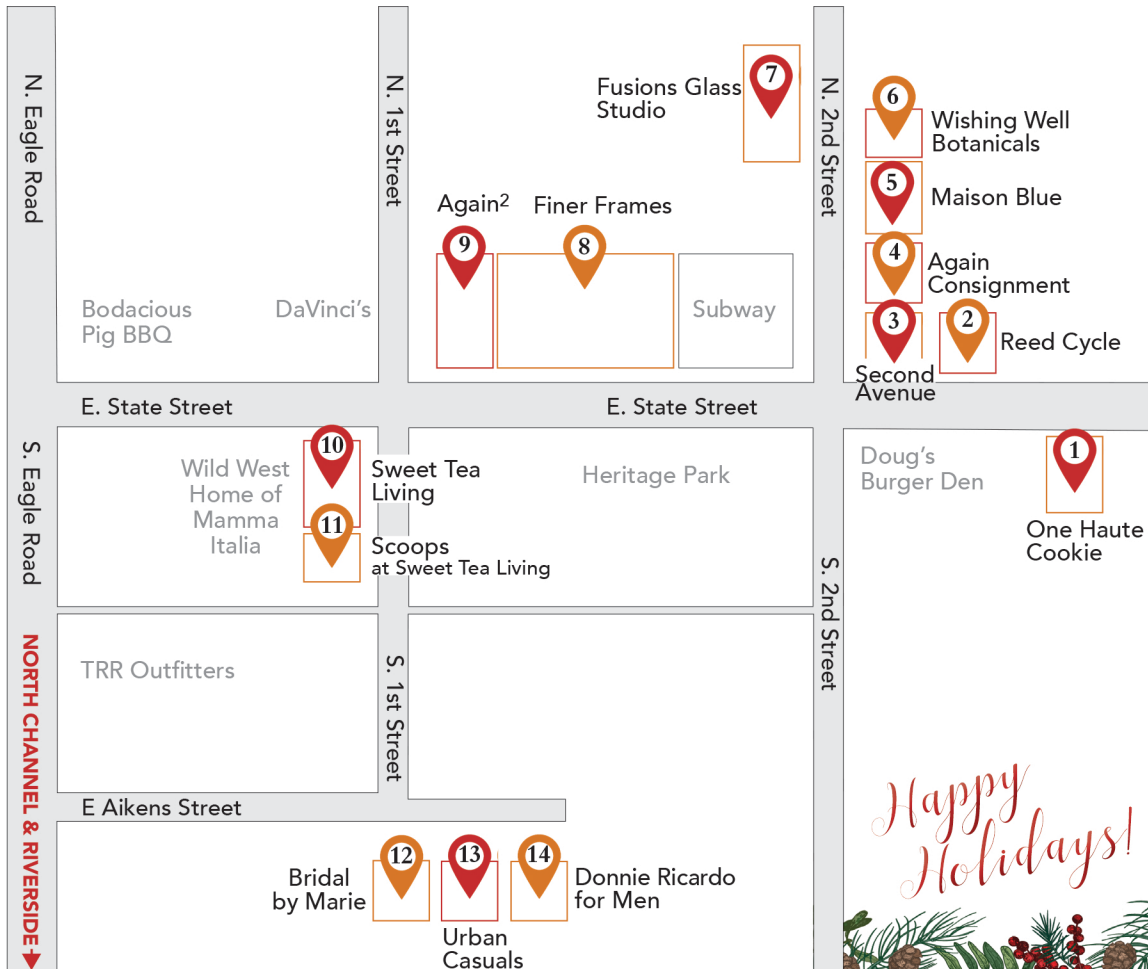 N. Eagle Road
N. 1st Street
N. 2nd Street
7
Fusions Glass
Studio
6
Wishing Well
Botanicals
5
Maison Blue
4
Again
Consignment
3
Second
Avenue
2
Reed Cycle
Again²
9
Finer Frames
8
Subway
Bodacious
Pig BBQ
DaVinci's
E. State Street
E. State Street
S. Eagle Road
Wild West
Home of
Mamma
Italia
10
Sweet Tea
Living
11
Scoops
at Sweet Tea Living
Heritage Park
Doug's
Burger Den
1
One Haute
Cookie
S. 2nd Street
NORTH CHANNEL & RIVERSIDE
TRR Outfitters
S. 1st Street
E Aikens Street
12
Bridal
by Marie
13
Urban
Casuals
14
Donnie Ricardo
for Men
Happy
Holidays!